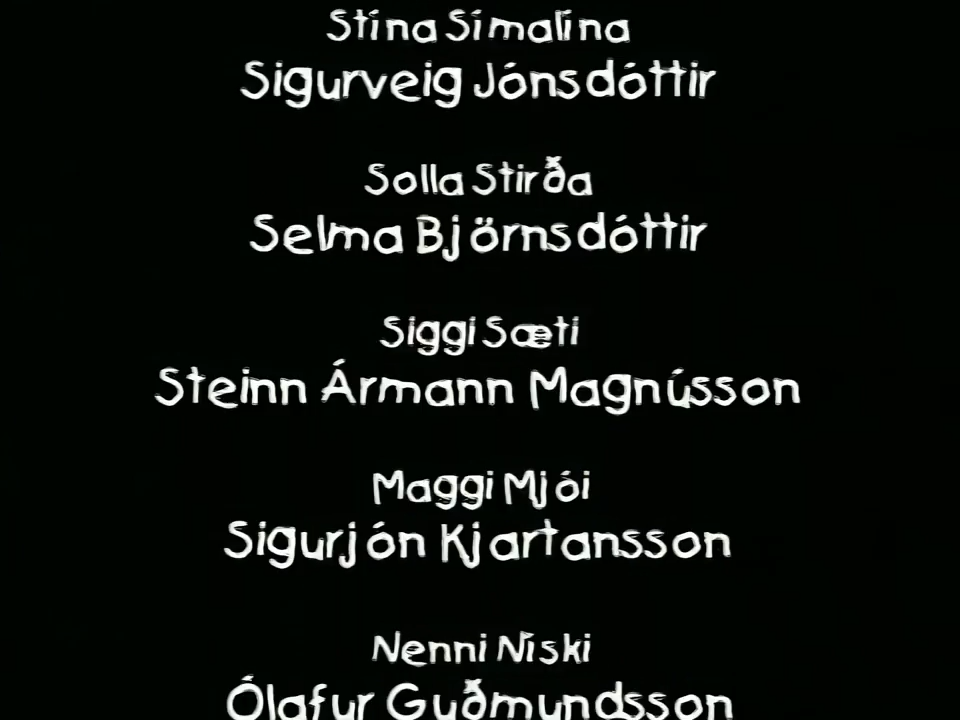 Stína Símalína
Sigurveig Jónsdóttir
Solla Stirða
Selma Björnsdóttir
Siggi Sæti
Steinn Ármann Magnússon
Maggi Mjói
Sigurjón Kjartansson
Nenni Níski
Ólafur Guðmundsson